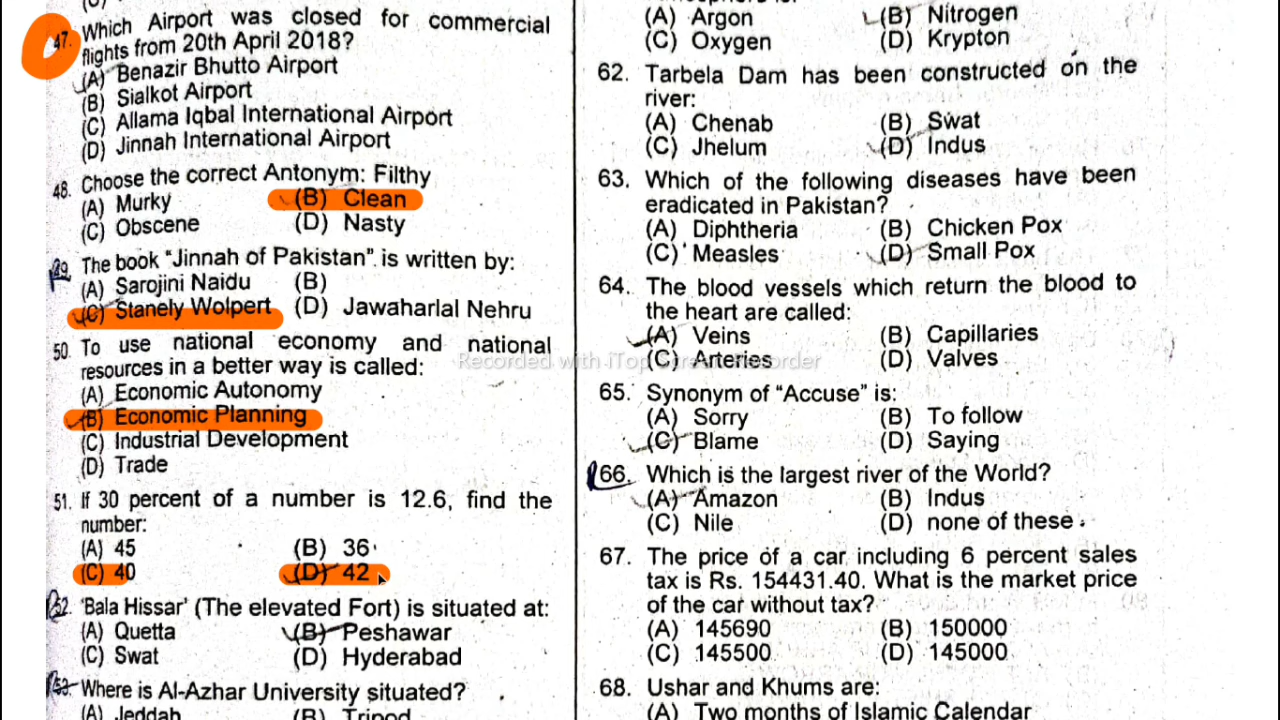 47. Which Airport was closed for commercial
flights from 20th April 2018?
(A) Benazir Bhutto Airport
(B) Sialkot Airport
(C) Allama Iqbal International Airport
(D) Jinnah International Airport
48. Choose the correct Antonym: Filthy
(A) Murky (B) Clean
(C) Obscene (D) Nasty
The book "Jinnah of Pakistan" is written by:
(A) Sarojini Naidu (B)
(C) Stanely Wolpert (D) Jawaharlal Nehru
50. To use national economy and national
resources in a better way is called:
(A) Economic Autonomy
(B) Economic Planning
(C) Industrial Development
(D) Trade
51. If 30 percent of a number is 12.6, find the
number:
(A) 45 (B) 36
(C) 40 (D) 42
52. 'Bala Hissar' (The elevated Fort) is situated at:
(A) Quetta (B) Peshawar
(C) Swat (D) Hyderabad
53. Where is Al-Azhar University situated?
(A) Jeddah (B) Tripod
(A) Argon (B) Nitrogen
(C) Oxygen (D) Krypton
62. Tarbela Dam has been constructed on the
river:
(A) Chenab (B) Swat
(C) Jhelum (D) Indus
63. Which of the following diseases have been
eradicated in Pakistan?
(A) Diphtheria (B) Chicken Pox
(C) Measles (D) Small Pox
64. The blood vessels which return the blood to
the heart are called:
(A) Veins (B) Capillaries
(C) Arteries (D) Valves
65. Synonym of "Accuse" is:
(A) Sorry (B) To follow
(C) Blame (D) Saying
66. Which is the largest river of the World?
(A) Amazon (B) Indus
(C) Nile (D) none of these
67. The price of a car including 6 percent sales
tax is Rs. 154431.40. What is the market price
of the car without tax?
(A) 145690 (B) 150000
(C) 145500 (D) 145000
68. Ushar and Khums are:
(A) Two months of Islamic Calendar
Recorded with iTop Screen Recorder